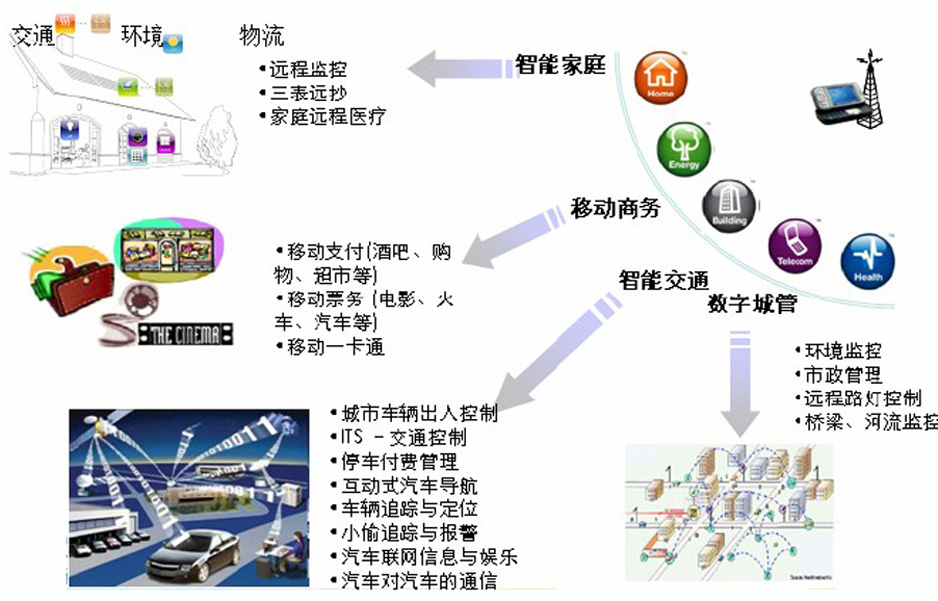 交通 环境 物流
•远程监控
•三表远抄
•家庭远程医疗
智能家庭
Home
Energy
Building
Telecom
Health
移动商务
•移动支付(酒吧、购
物、超市等)
•移动票务 (电影、火
车、汽车等)
•移动一卡通
THE CINEMA
智能交通
•城市车辆出入控制
•ITS - 交通控制
•停车付费管理
•互动式汽车导航
•车辆追踪与定位
•小偷追踪与报警
•汽车联网信息与娱乐
•汽车对汽车的通信
数字城管
•环境监控
•市政管理
•远程路灯控制
•桥梁、河流监控